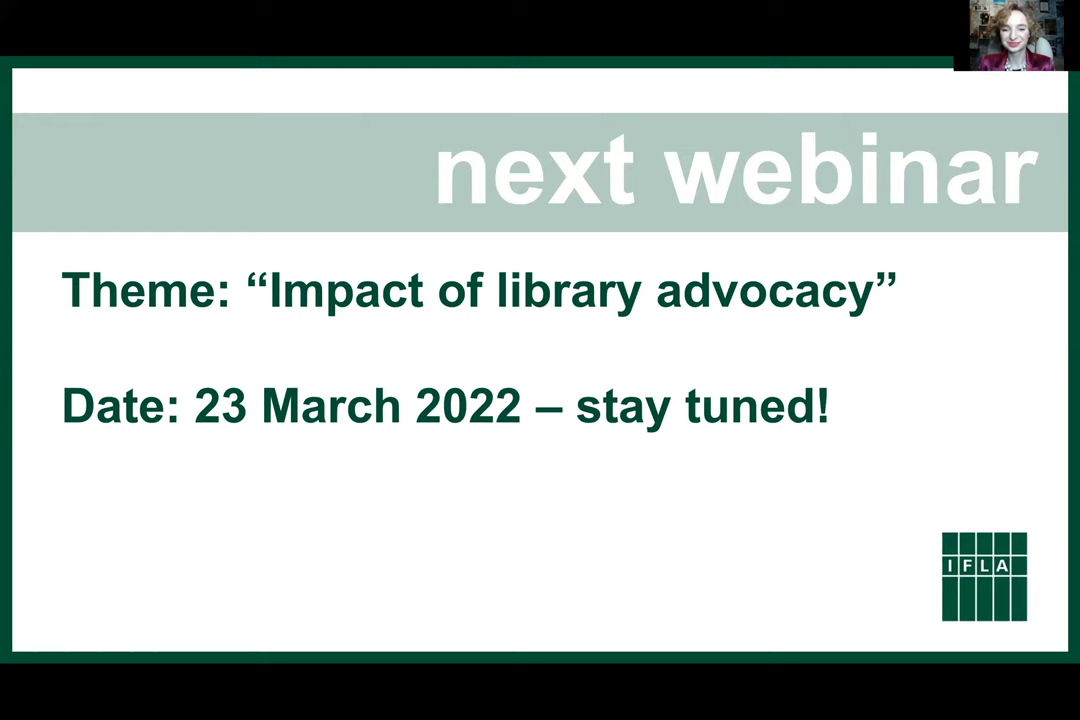 next webinar
Theme: “Impact of library advocacy”
Date: 23 March 2022 – stay tuned!
IFLA